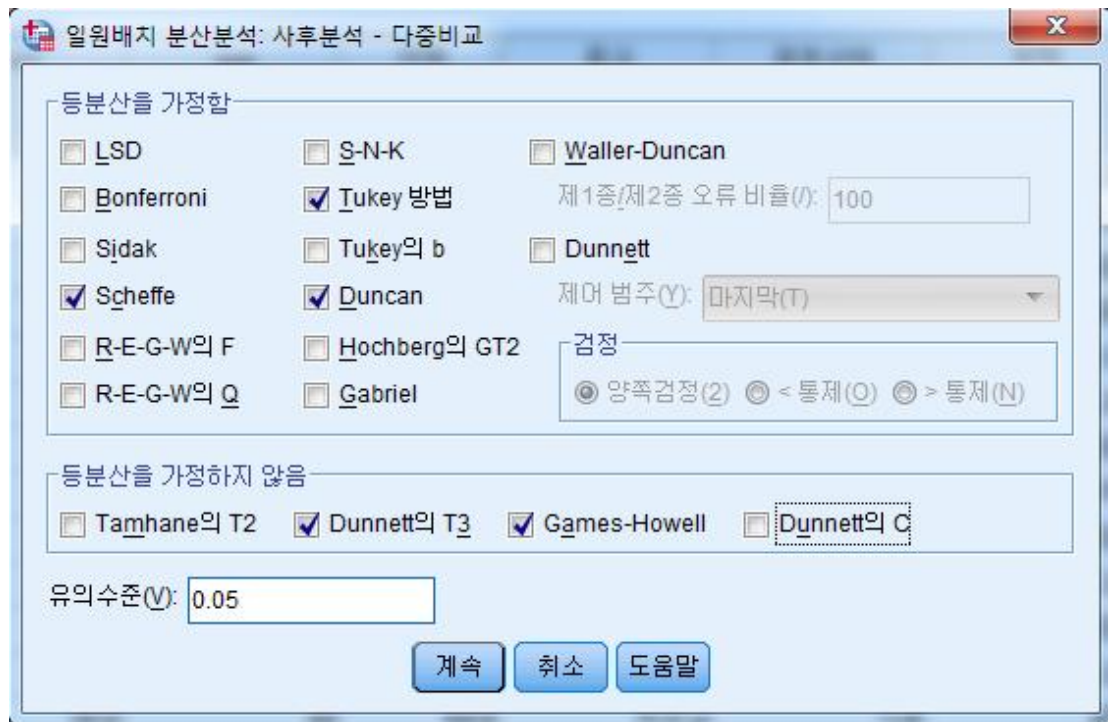 일원배치 분산분석: 사후분석 - 다중비교
등분산을 가정함
LSD
S-N-K
Waller-Duncan
Bonferroni
Tukey 방법
제1종/제2종 오류 비율(/): 100
Sidak
Tukey의 b
Dunnett
Scheffe
Duncan
제어 범주(Y): 마지막(T)
R-E-G-W의 F
Hochberg의 GT2
검정
R-E-G-W의 Q
Gabriel
양쪽검정(2) < 통제(O) > 통제(N)
등분산을 가정하지 않음
Tamhane의 T2 Dunnett의 T3 Games-Howell Dunnett의 C
유의수준(V): 0.05
계속 취소 도움말